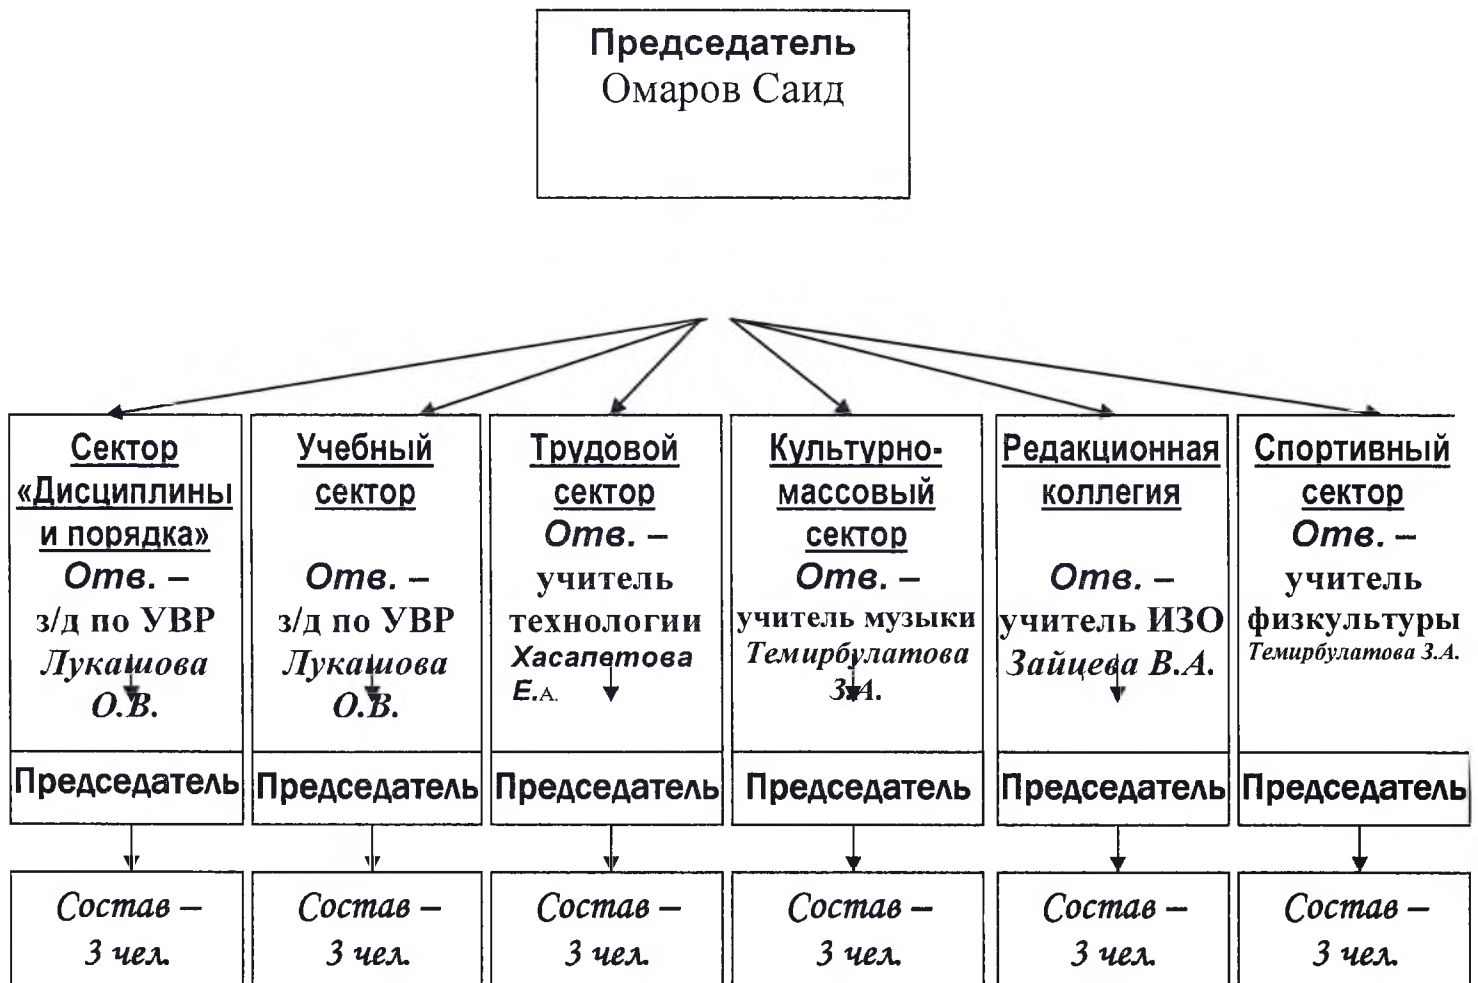 Председатель
Омаров Саид
Сектор
«Дисциплины
и порядка»
Отв. –
з/д по УВР
Лукашова
О.В.
Учебный
сектор
Отв. –
з/д по УВР
Лукашова
О.В.
Трудовой
сектор
Отв. –
учитель
технологии
Хасапетова
Е.А.
Культурно-
массовый
сектор
Отв. –
учитель музыки
Темирбулатова
З.А.
Редакционная
коллегия
Отв. –
учитель ИЗО
Зайцева В.А.
Спортивный
сектор
Отв. –
учитель
физкультуры
Темирбулатова З.А.
Председатель
Председатель
Председатель
Председатель
Председатель
Председатель
Состав –
3 чел.
Состав –
3 чел.
Состав –
3 чел.
Состав –
3 чел.
Состав –
3 чел.
Состав –
3 чел.